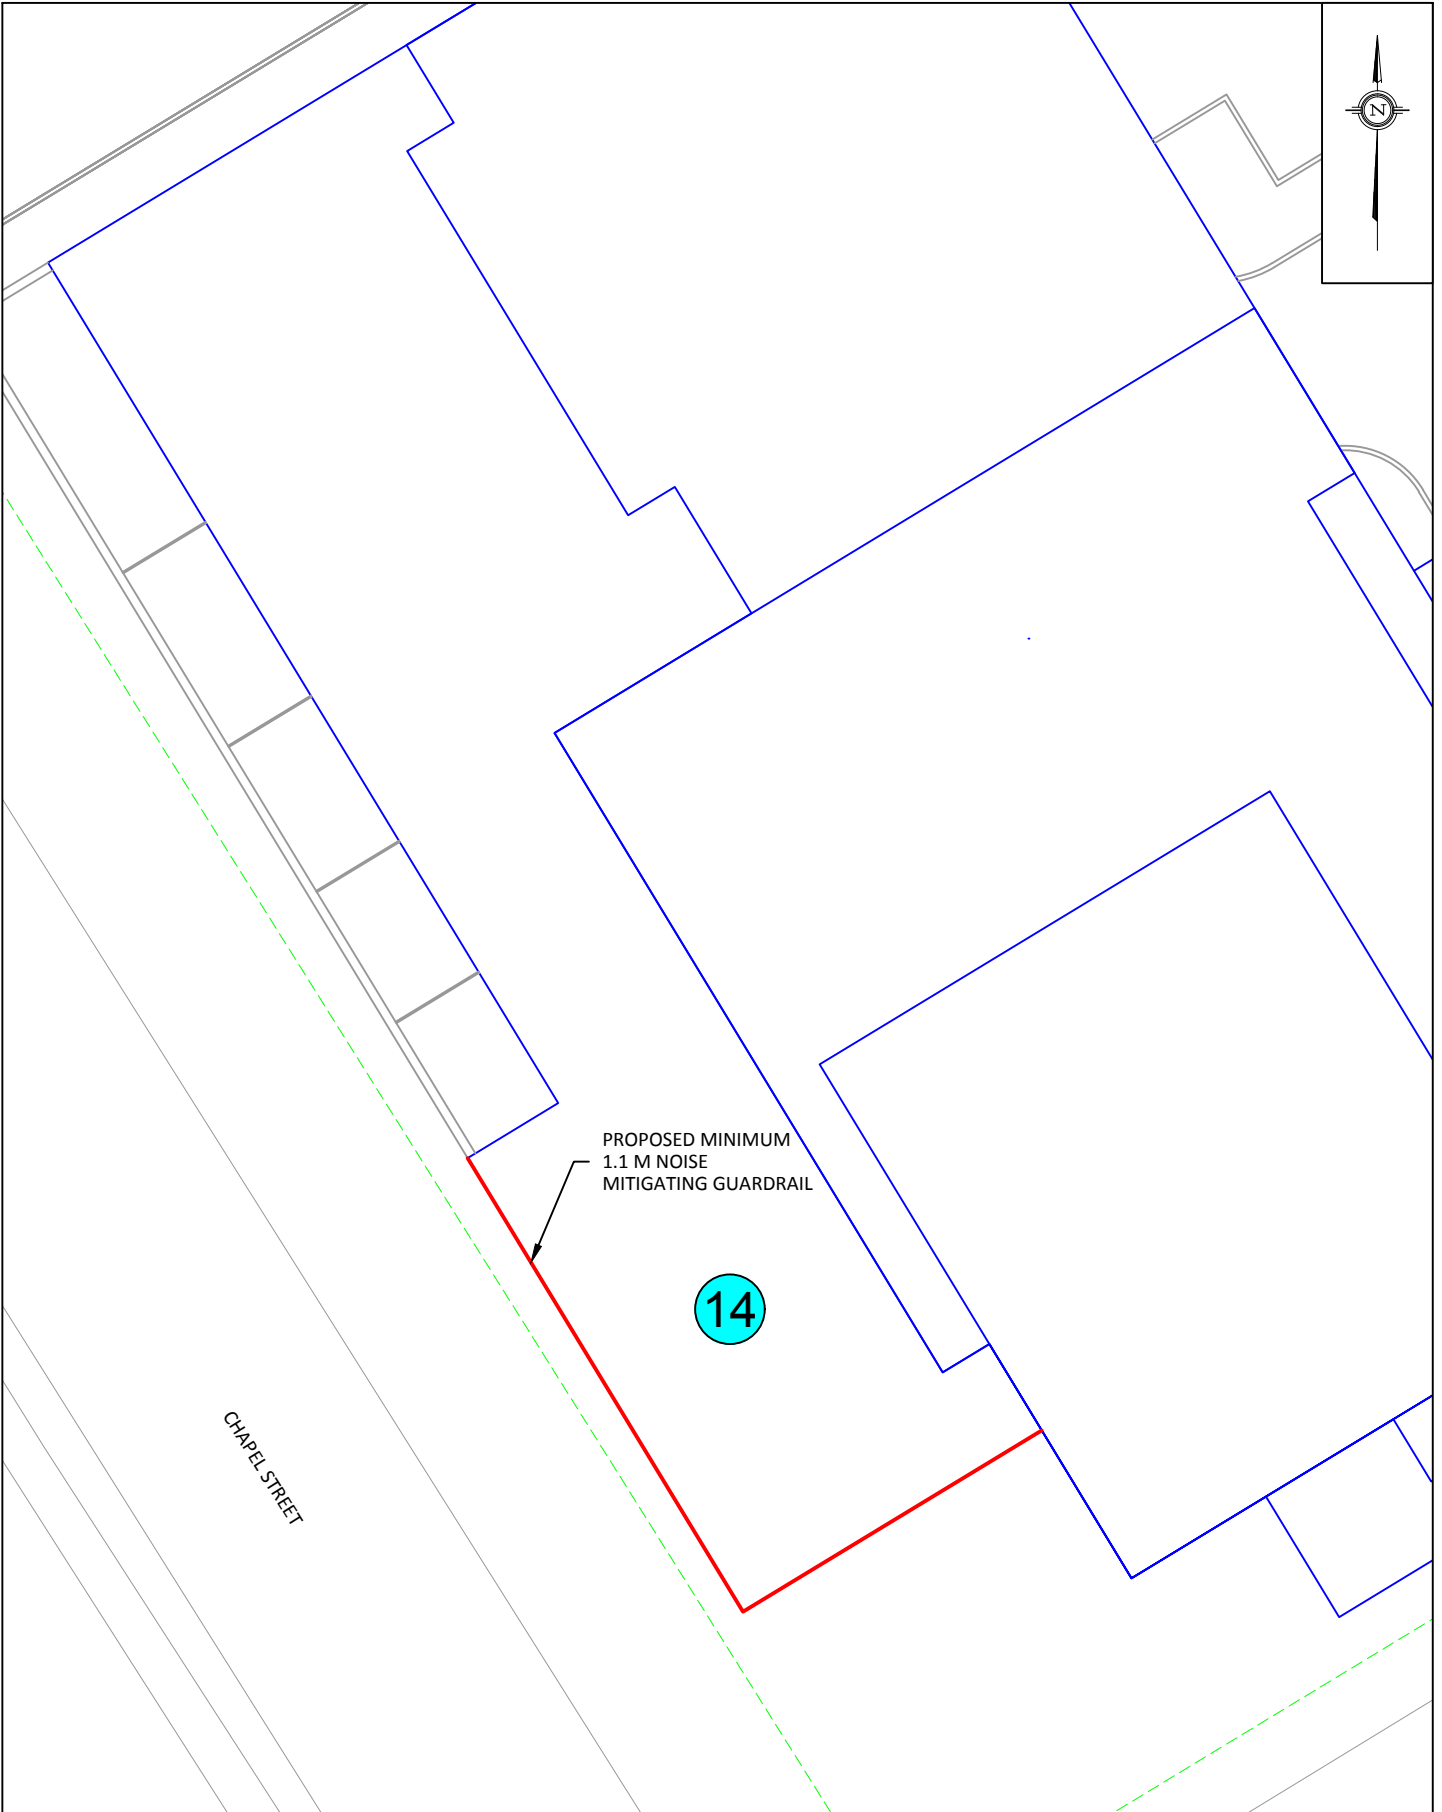 N
PROPOSED MINIMUM
1.1 M NOISE
MITIGATING GUARDRAIL
14
CHAPEL STREET